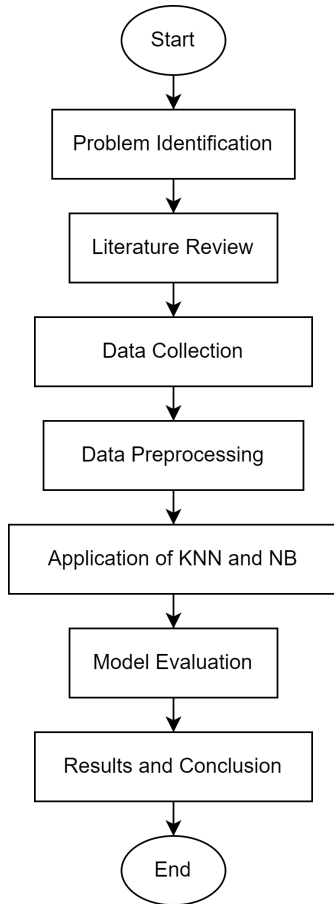 Start
Problem Identification
Literature Review
Data Collection
Data Preprocessing
Application of KNN and NB
Model Evaluation
Results and Conclusion
End